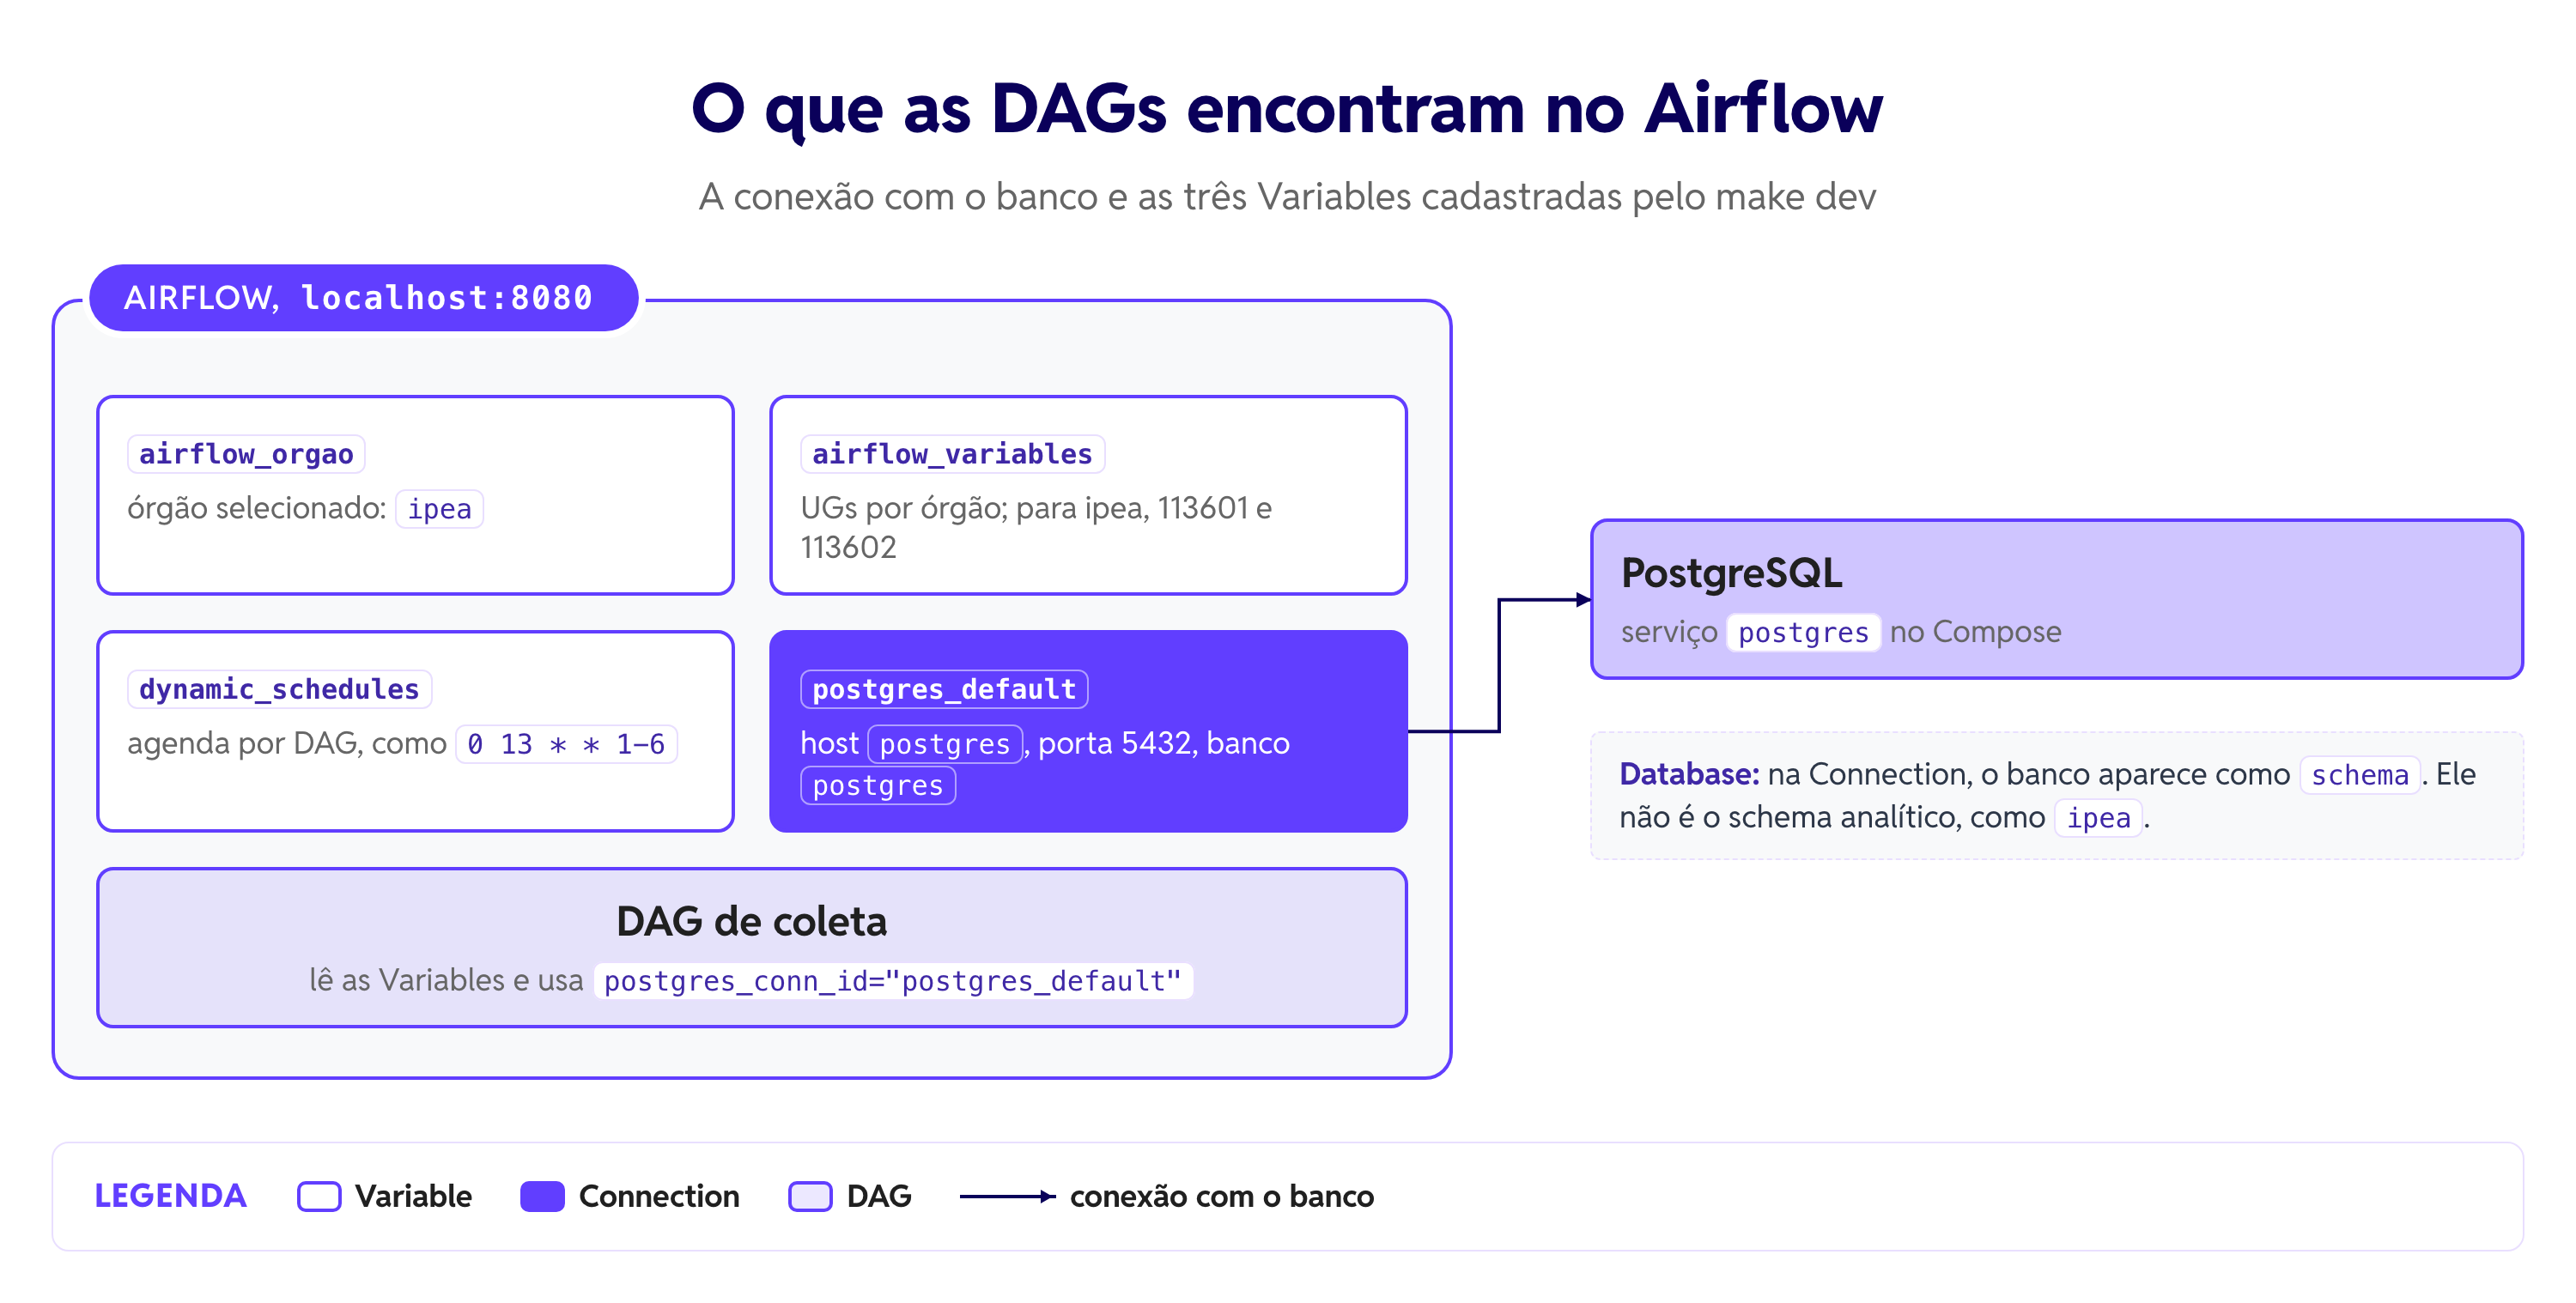 O que as DAGs encontram no Airflow
A conexão com o banco e as três Variables cadastradas pelo make dev
AIRFLOW, localhost:8080
airflow_orgao
órgão selecionado: ipea
airflow_variables
UGs por órgão; para ipea, 113601 e
113602
dynamic_schedules
agenda por DAG, como 0 13 * * 1–6
postgres_default
host postgres, porta 5432, banco
postgres
DAG de coleta
lê as Variables e usa postgres_conn_id="postgres_default"
PostgreSQL
serviço postgres no Compose
Database: na Connection, o banco aparece como schema. Ele
não é o schema analítico, como ipea.
LEGENDA
Variable
Connection
DAG
conexão com o banco